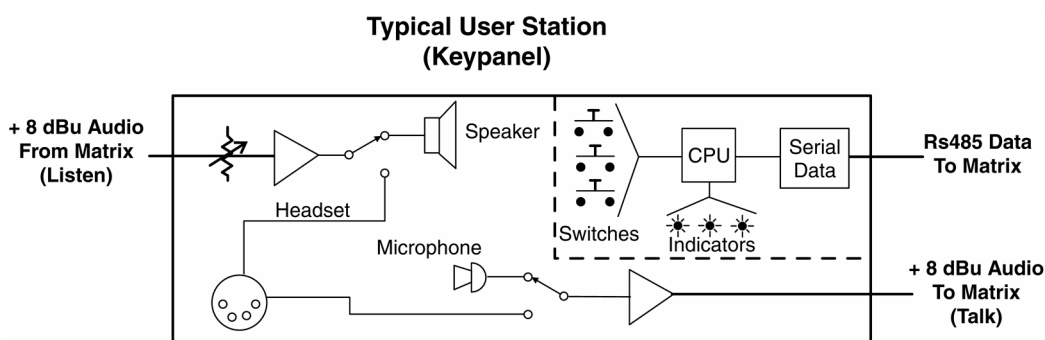 Typical User Station
(Keypanel)
+ 8 dBu Audio
From Matrix
(Listen)
Speaker
Headset
Microphone
Switches
CPU
Serial
Data
Indicators
Rs485 Data
To Matrix
+ 8 dBu Audio
To Matrix
(Talk)